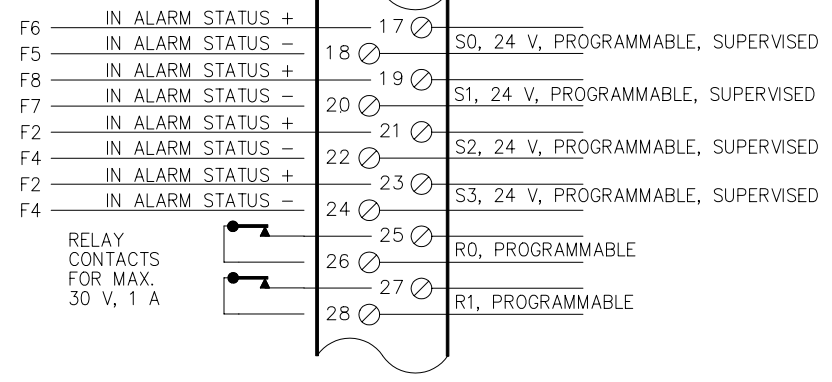 F6 IN ALARM STATUS + 17
F5 IN ALARM STATUS - 18 S0, 24 V, PROGRAMMABLE, SUPERVISED
F8 IN ALARM STATUS + 19
F7 IN ALARM STATUS - 20 S1, 24 V, PROGRAMMABLE, SUPERVISED
F2 IN ALARM STATUS + 21
F4 IN ALARM STATUS - 22 S2, 24 V, PROGRAMMABLE, SUPERVISED
F2 IN ALARM STATUS + 23
F4 IN ALARM STATUS - 24 S3, 24 V, PROGRAMMABLE, SUPERVISED
RELAY
CONTACTS
FOR MAX.
30 V, 1 A
25
26 R0, PROGRAMMABLE
27
28 R1, PROGRAMMABLE